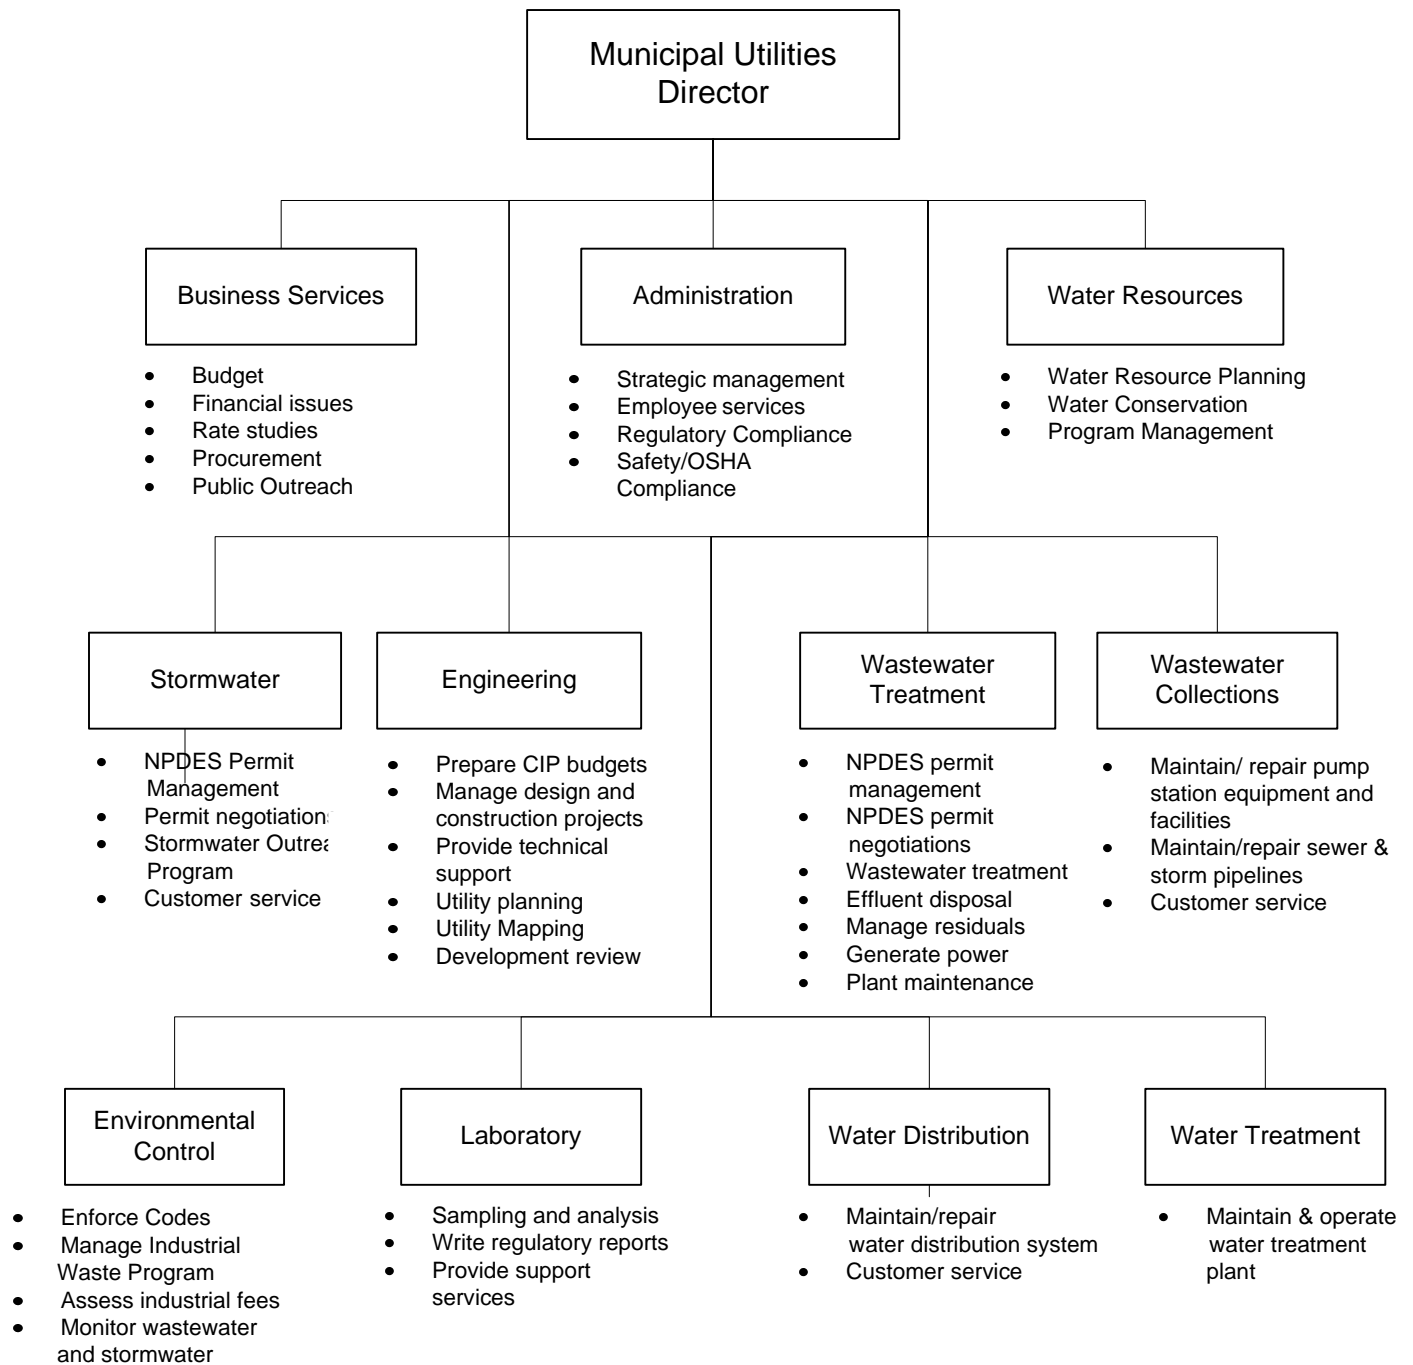 Municipal Utilities
Director
Business Services
Administration
Water Resources
• Budget
• Financial issues
• Rate studies
• Procurement
• Public Outreach
• Strategic management
• Employee services
• Regulatory Compliance
• Safety/OSHA
Compliance
• Water Resource Planning
• Water Conservation
• Program Management
Stormwater
Engineering
Wastewater
Treatment
Wastewater
Collections
• NPDES Permit
Management
• Permit negotiation
• Stormwater
Program
• Customer service
• Prepare CIP budgets
• Manage design and
construction projects
• Provide technical
support
• Utility planning
• Utility Mapping
• Development review
• NPDES permit
management
• NPDES permit
negotiations
• Wastewater treatment
• Effluent disposal
• Manage residuals
• Generate power
• Plant maintenance
• Maintain/ repair pump
station equipment and
facilities
• Maintain/repair sewer &
storm pipelines
• Customer service
Environmental
Control
Laboratory
Water Distribution
Water Treatment
• Enforce Codes
• Manage Industrial
Waste Program
• Assess industrial fees
• Monitor wastewater
and stormwater
• Sampling and analysis
• Write regulatory reports
• Provide support
services
• Maintain/repair
water distribution system
• Customer service
• Maintain & operate
water treatment
plant